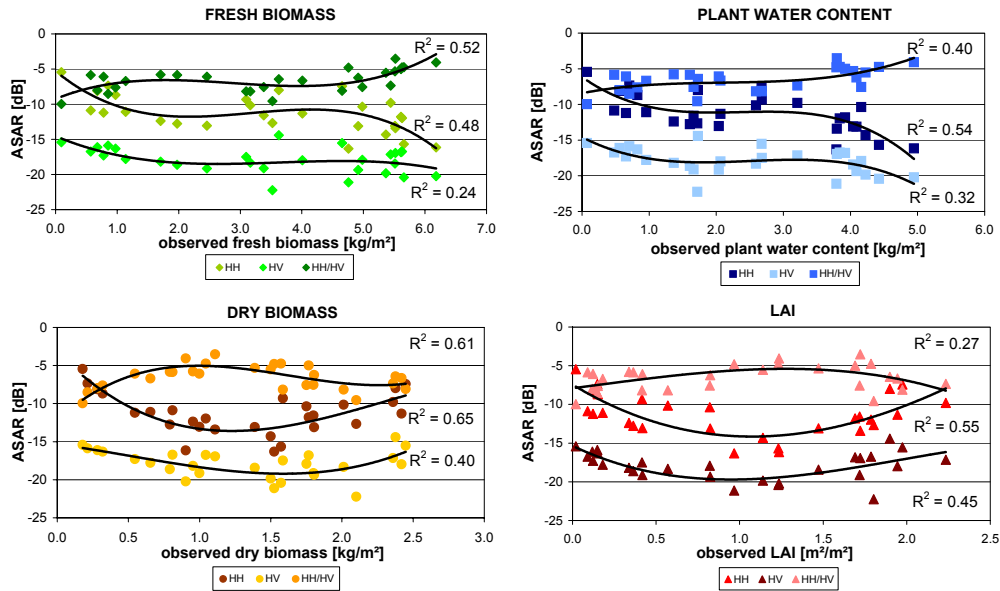 FRESH BIOMASS
0
-5
-10
-15
-20
-25
ASAR [dB]
R² = 0.52
R² = 0.48
R² = 0.24
0.0 1.0 2.0 3.0 4.0 5.0 6.0 7.0
observed fresh biomass [kg/m²]
HH HV HH/HV
PLANT WATER CONTENT
0
-5
-10
-15
-20
-25
ASAR [dB]
R² = 0.40
R² = 0.54
R² = 0.32
0.0 1.0 2.0 3.0 4.0 5.0 6.0
observed plant water content [kg/m²]
HH HV HH/HV
DRY BIOMASS
0
-5
-10
-15
-20
-25
ASAR [dB]
R² = 0.61
R² = 0.65
R² = 0.40
0.0 0.5 1.0 1.5 2.0 2.5 3.0
observed dry biomass [kg/m²]
HH HV HH/HV
LAI
0
-5
-10
-15
-20
-25
ASAR [dB]
R² = 0.27
R² = 0.55
R² = 0.45
0.0 0.5 1.0 1.5 2.0 2.5
observed LAI [m²/m²]
HH HV HH/HV